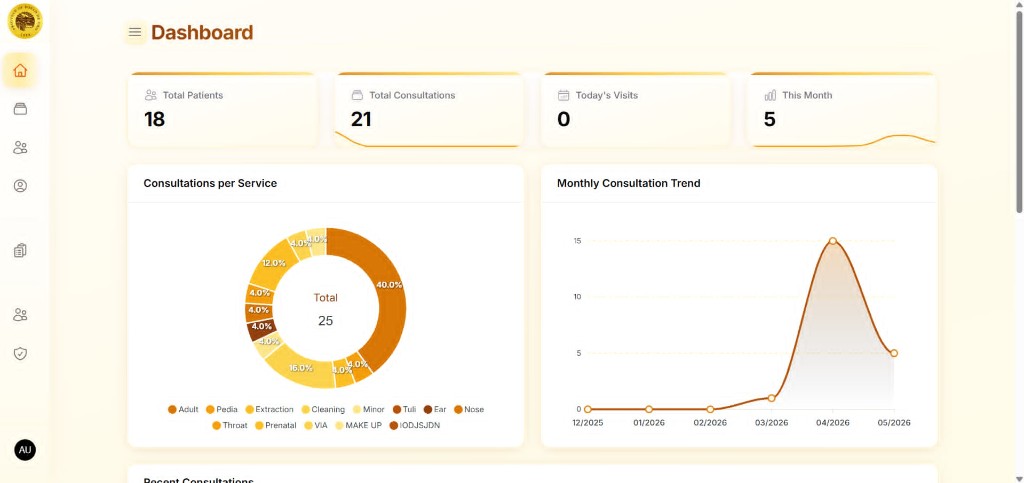 Dashboard
Total Patients
18
Total Consultations
21
Today's Visits
0
This Month
5
Consultations per Service
4.0%
4.0%
12.0%
40.0%
4.0%
4.0%
4.0%
4.0%
16.0%
4.0%
4.0%
Total
25
Adult Pedia Extraction Cleaning Minor Tuli Ear Nose
Throat Prenatal VIA MAKE UP IODJSJDN
Monthly Consultation Trend
15
10
5
0
12/2025 01/2026 02/2026 03/2026 04/2026 05/2026
AU
Recent Consultations